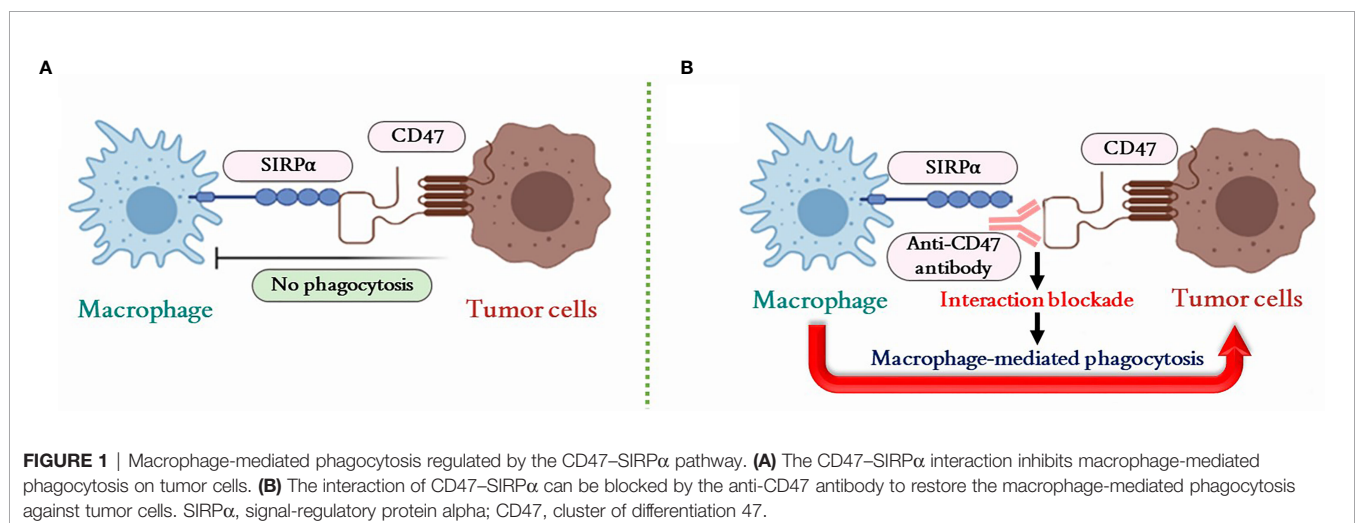 A
CD47
SIRPα
No phagocytosis
Macrophage
Tumor cells
B
CD47
SIRPα
Anti-CD47
antibody
Macrophage
Interaction blockade
Tumor cells
Macrophage-mediated phagocytosis
FIGURE 1 | Macrophage-mediated phagocytosis regulated by the CD47–SIRPα pathway. (A) The CD47–SIRPα interaction inhibits macrophage-mediated
phagocytosis on tumor cells. (B) The interaction of CD47–SIRPα can be blocked by the anti-CD47 antibody to restore the macrophage-mediated phagocytosis
against tumor cells. SIRPα, signal-regulatory protein alpha; CD47, cluster of differentiation 47.